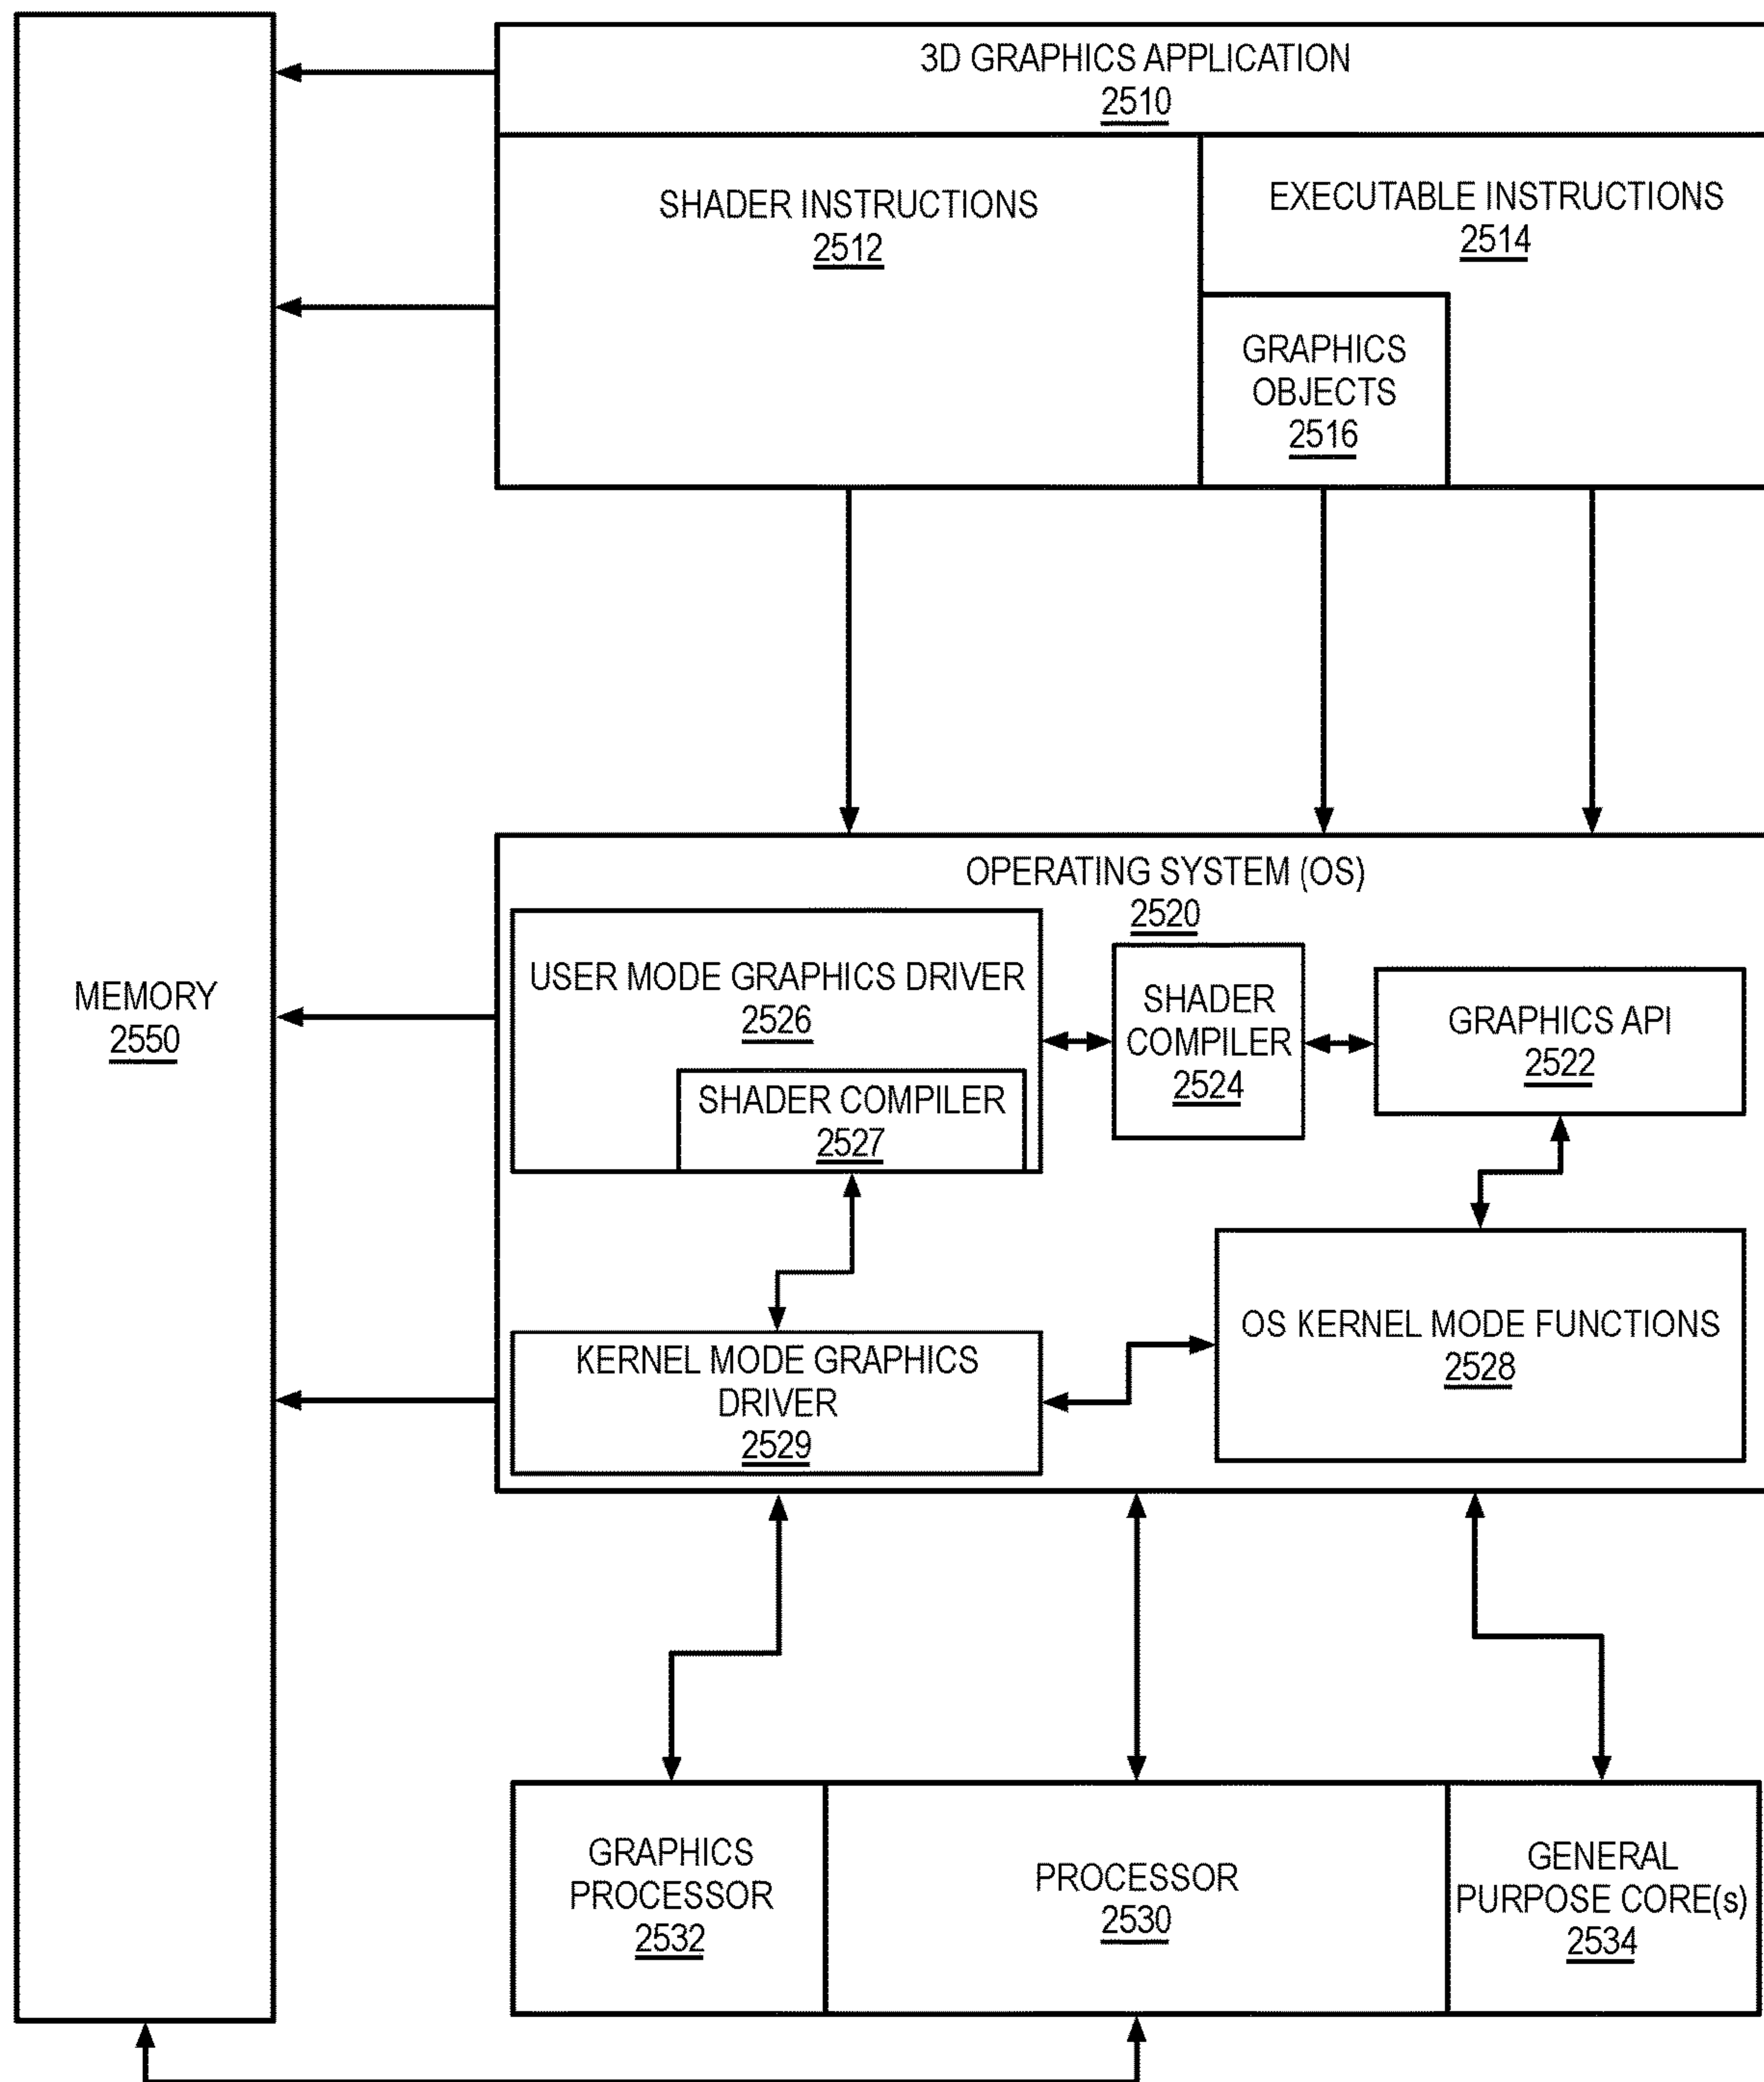 3D GRAPHICS APPLICATION
2510
SHADER INSTRUCTIONS
2512
EXECUTABLE INSTRUCTIONS
2514
GRAPHICS
OBJECTS
2516
MEMORY
2550
OPERATING SYSTEM (OS)
2520
USER MODE GRAPHICS DRIVER
2526
SHADER COMPILER
2527
SHADER
COMPILER
2524
GRAPHICS API
2522
KERNEL MODE GRAPHICS
DRIVER
2529
OS KERNEL MODE FUNCTIONS
2528
GRAPHICS
PROCESSOR
2532
PROCESSOR
2530
GENERAL
PURPOSE CORE(s)
2534